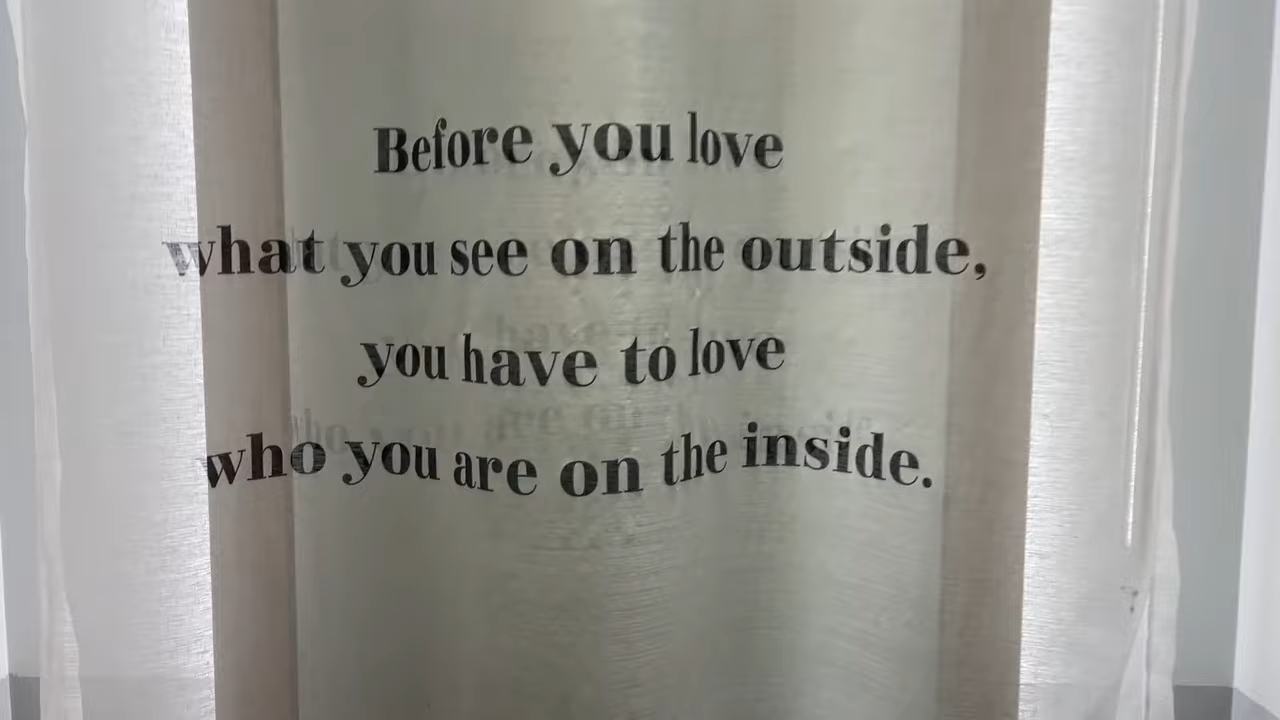 Before you love
what you see on the outside,
you have to love
who you are on the inside.